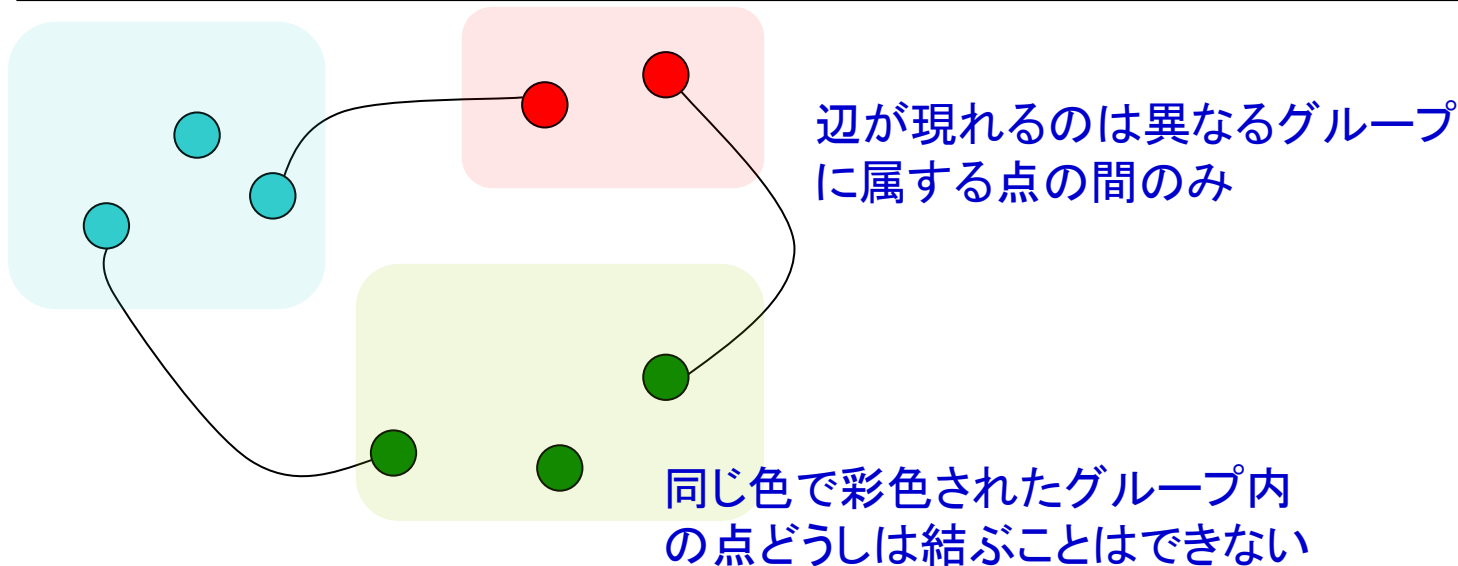 辺が現れるのは異なるグループ
に属する点の間のみ
同じ色で彩色されたグループ内
の点どうしは結ぶことはできない